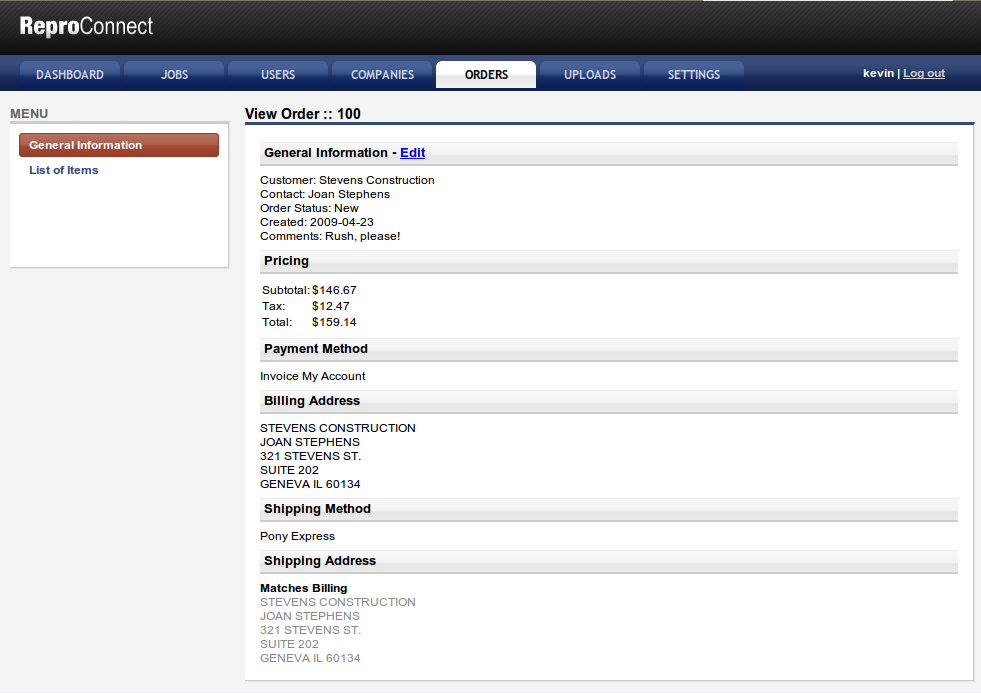 ReproConnect
DASHBOARD JOBS USERS COMPANIES ORDERS UPLOADS SETTINGS kevin | Log out
MENU
General Information
List of Items
View Order :: 100
General Information - Edit
Customer: Stevens Construction
Contact: Joan Stephens
Order Status: New
Created: 2009-04-23
Comments: Rush, please!
Pricing
Subtotal: $146.67
Tax: $12.47
Total: $159.14
Payment Method
Invoice My Account
Billing Address
STEVENS CONSTRUCTION
JOAN STEPHENS
321 STEVENS ST.
SUITE 202
GENEVA IL 60134
Shipping Method
Pony Express
Shipping Address
Matches Billing
STEVENS CONSTRUCTION
JOAN STEPHENS
321 STEVENS ST.
SUITE 202
GENEVA IL 60134